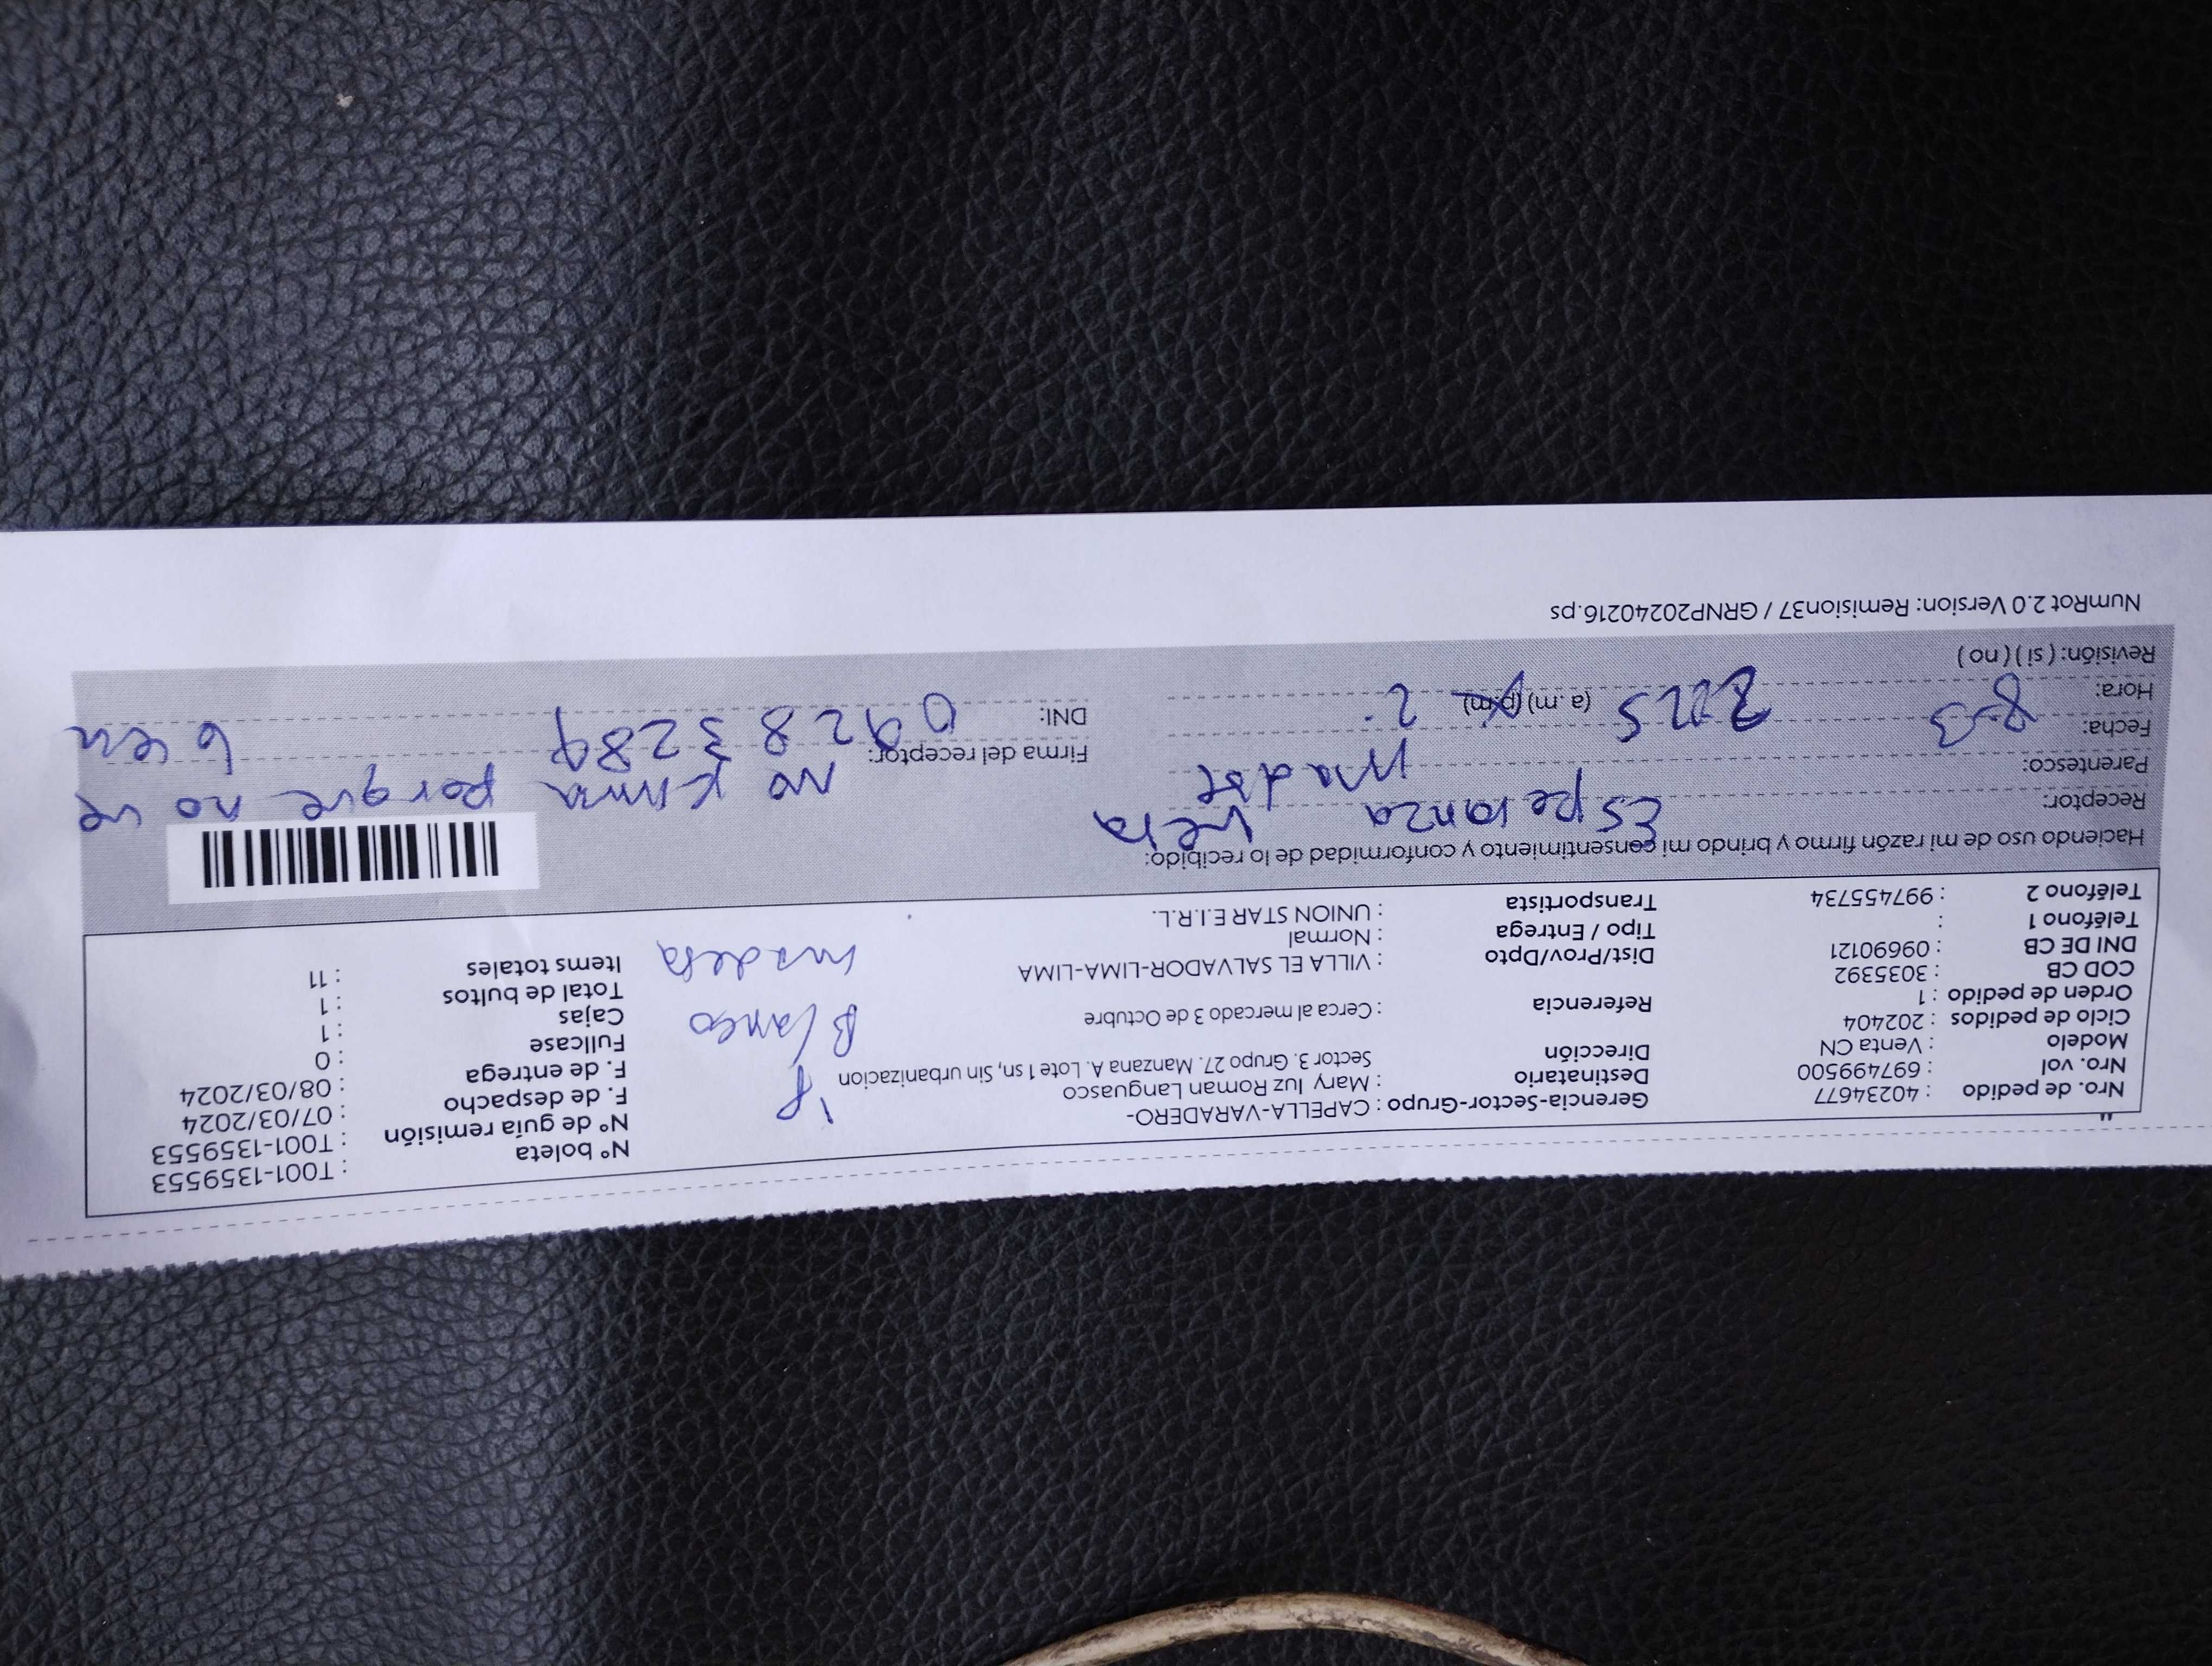 Nro. de pedido : 40234677
Nro. vol : 697499500
Modelo : Venta CN
Ciclo de pedidos : 202404
Orden de pedido : 1
COD CB : 3035392
DNI DE CB : 09690121
Teléfono 1 :
Teléfono 2 : 997455734
Gerencia-Sector-Grupo : CAPELLA-VARADERO-
Destinatario : Mary luz Roman Languasco
Dirección Sector 3. Grupo 27. Manzana A. Lote 1 sn, Sin urbanizacion
Referencia : Cerca al mercado 3 de Octubre
Dist/Prov/Dpto : VILLA EL SALVADOR-LIMA-LIMA
Tipo / Entrega : Normal
Transportista : UNION STAR E.I.R.L.
Blanco
madera
N° boleta : T001-1359553
N° de guía remisión : T001-1359553
F. de despacho : 07/03/2024
F. de entrega : 08/03/2024
Fullcase : 0
Cajas : 1
Total de bultos : 1
Items totales : 11
Haciendo uso de mi razón firmo y brindo mi consentimiento y conformidad de lo recibido:
Receptor: Esperanza Vera
Parentesco: Madre
Fecha: 8-3
Hora: (a.m) (p.m)
Revisión: (si) (no)
Firma del receptor: no firma porque no ve
bien
DNI: 09283289
NumRot 2.0 Version: Remision37 / GRNP20240216.ps